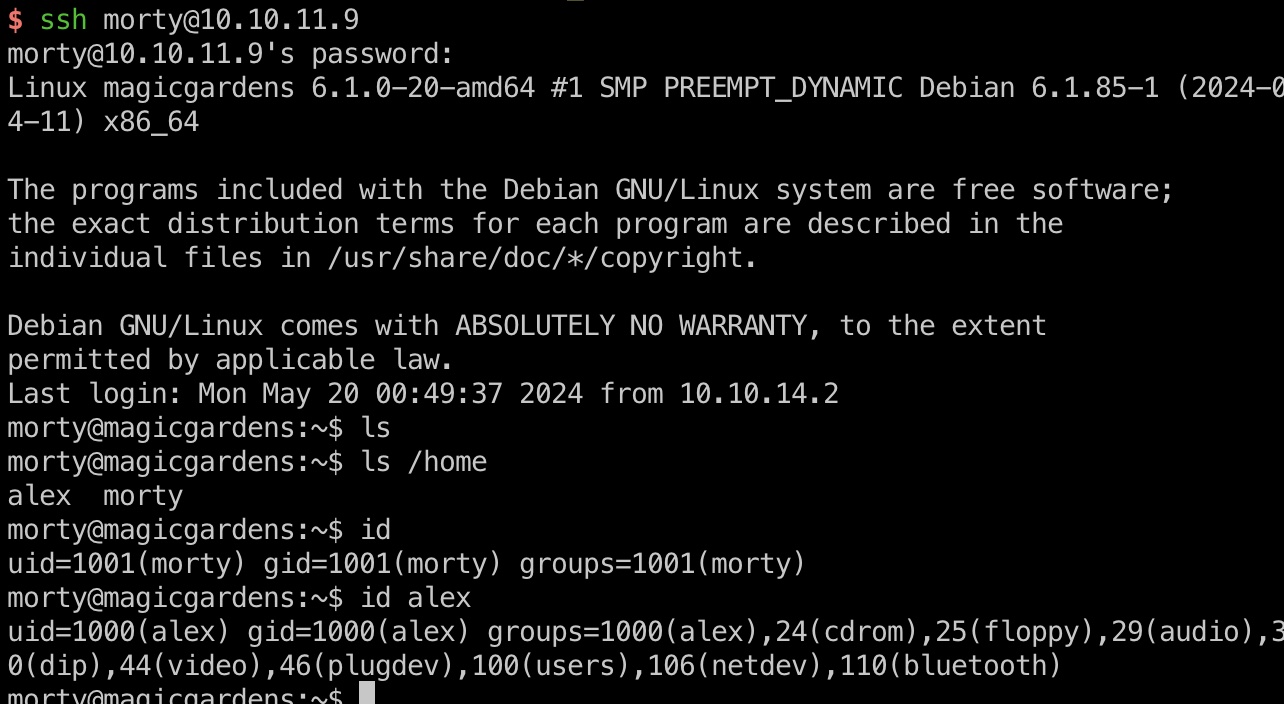 $ ssh morty@10.10.11.9
morty@10.10.11.9's password:
Linux magicgardens 6.1.0-20-amd64 #1 SMP PREEMPT_DYNAMIC Debian 6.1.85-1 (2024-0
4-11) x86_64
The programs included with the Debian GNU/Linux system are free software;
the exact distribution terms for each program are described in the
individual files in /usr/share/doc/*/copyright.
Debian GNU/Linux comes with ABSOLUTELY NO WARRANTY, to the extent
permitted by applicable law.
Last login: Mon May 20 00:49:37 2024 from 10.10.14.2
morty@magicgardens:~$ ls
morty@magicgardens:~$ ls /home
alex  morty
morty@magicgardens:~$ id
uid=1001(morty) gid=1001(morty) groups=1001(morty)
morty@magicgardens:~$ id alex
uid=1000(alex) gid=1000(alex) groups=1000(alex),24(cdrom),25(floppy),29(audio),3
0(dip),44(video),46(plugdev),100(users),106(netdev),110(bluetooth)
morty@magicgardens:~$